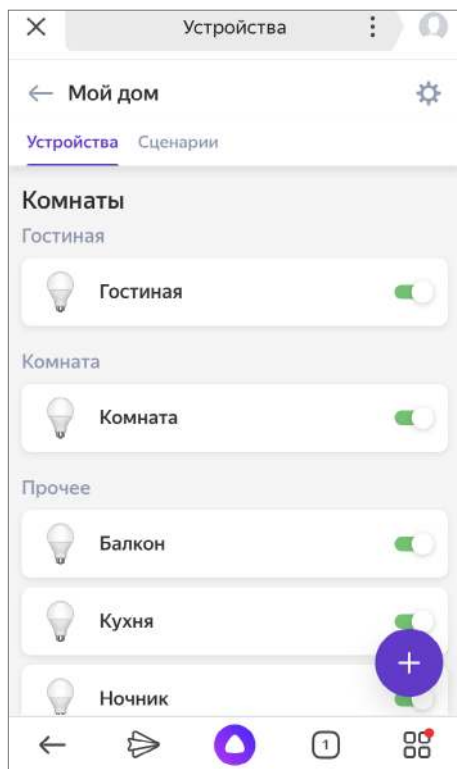 Устройства
Мой дом
Устройства Сценарии
Комнаты
Гостиная
Гостиная
Комната
Комната
Прочее
Балкон
Кухня
+
Ночник
1